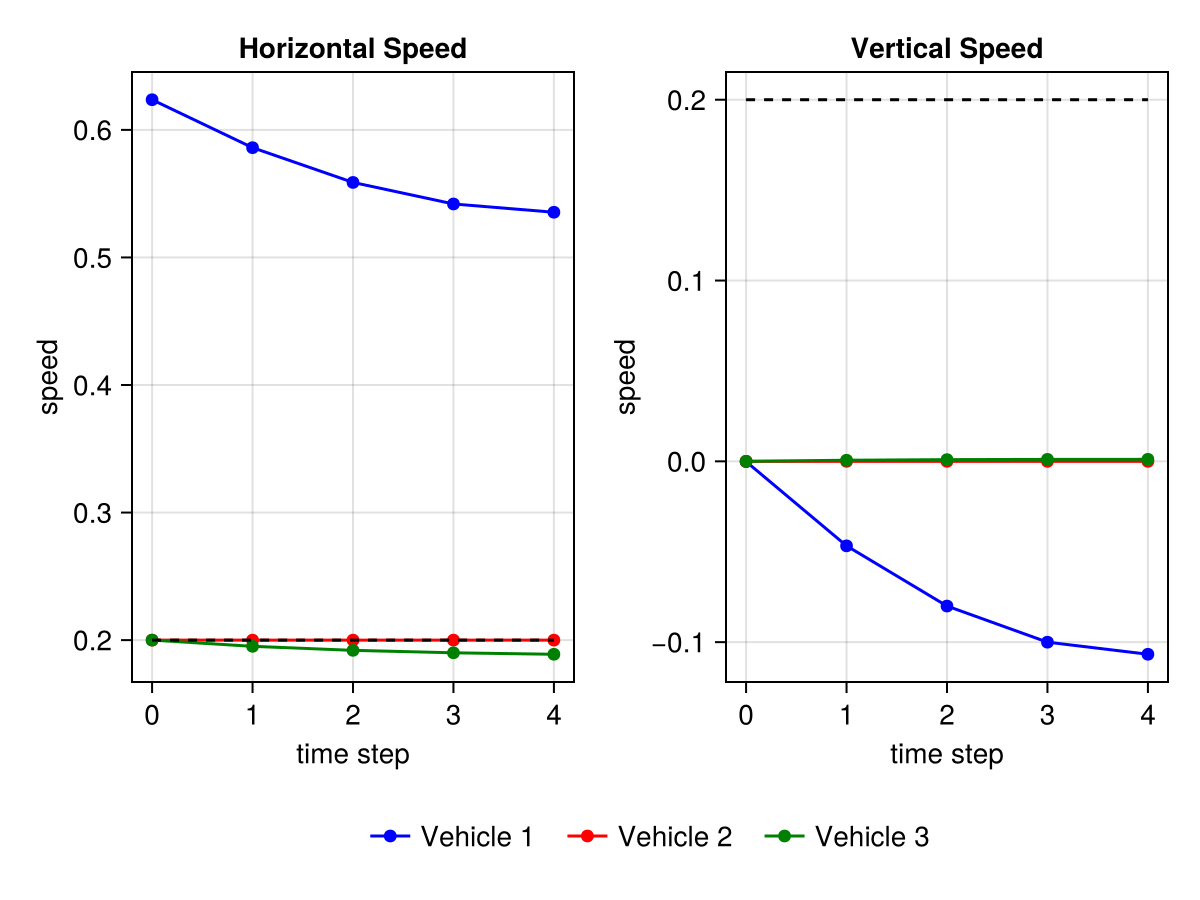 Horizontal Speed
speed
0.6
0.5
0.4
0.3
0.2
0 1 2 3 4
time step
Vertical Speed
speed
0.2
0.1
0.0
−0.1
0 1 2 3 4
time step
Vehicle 1 Vehicle 2 Vehicle 3